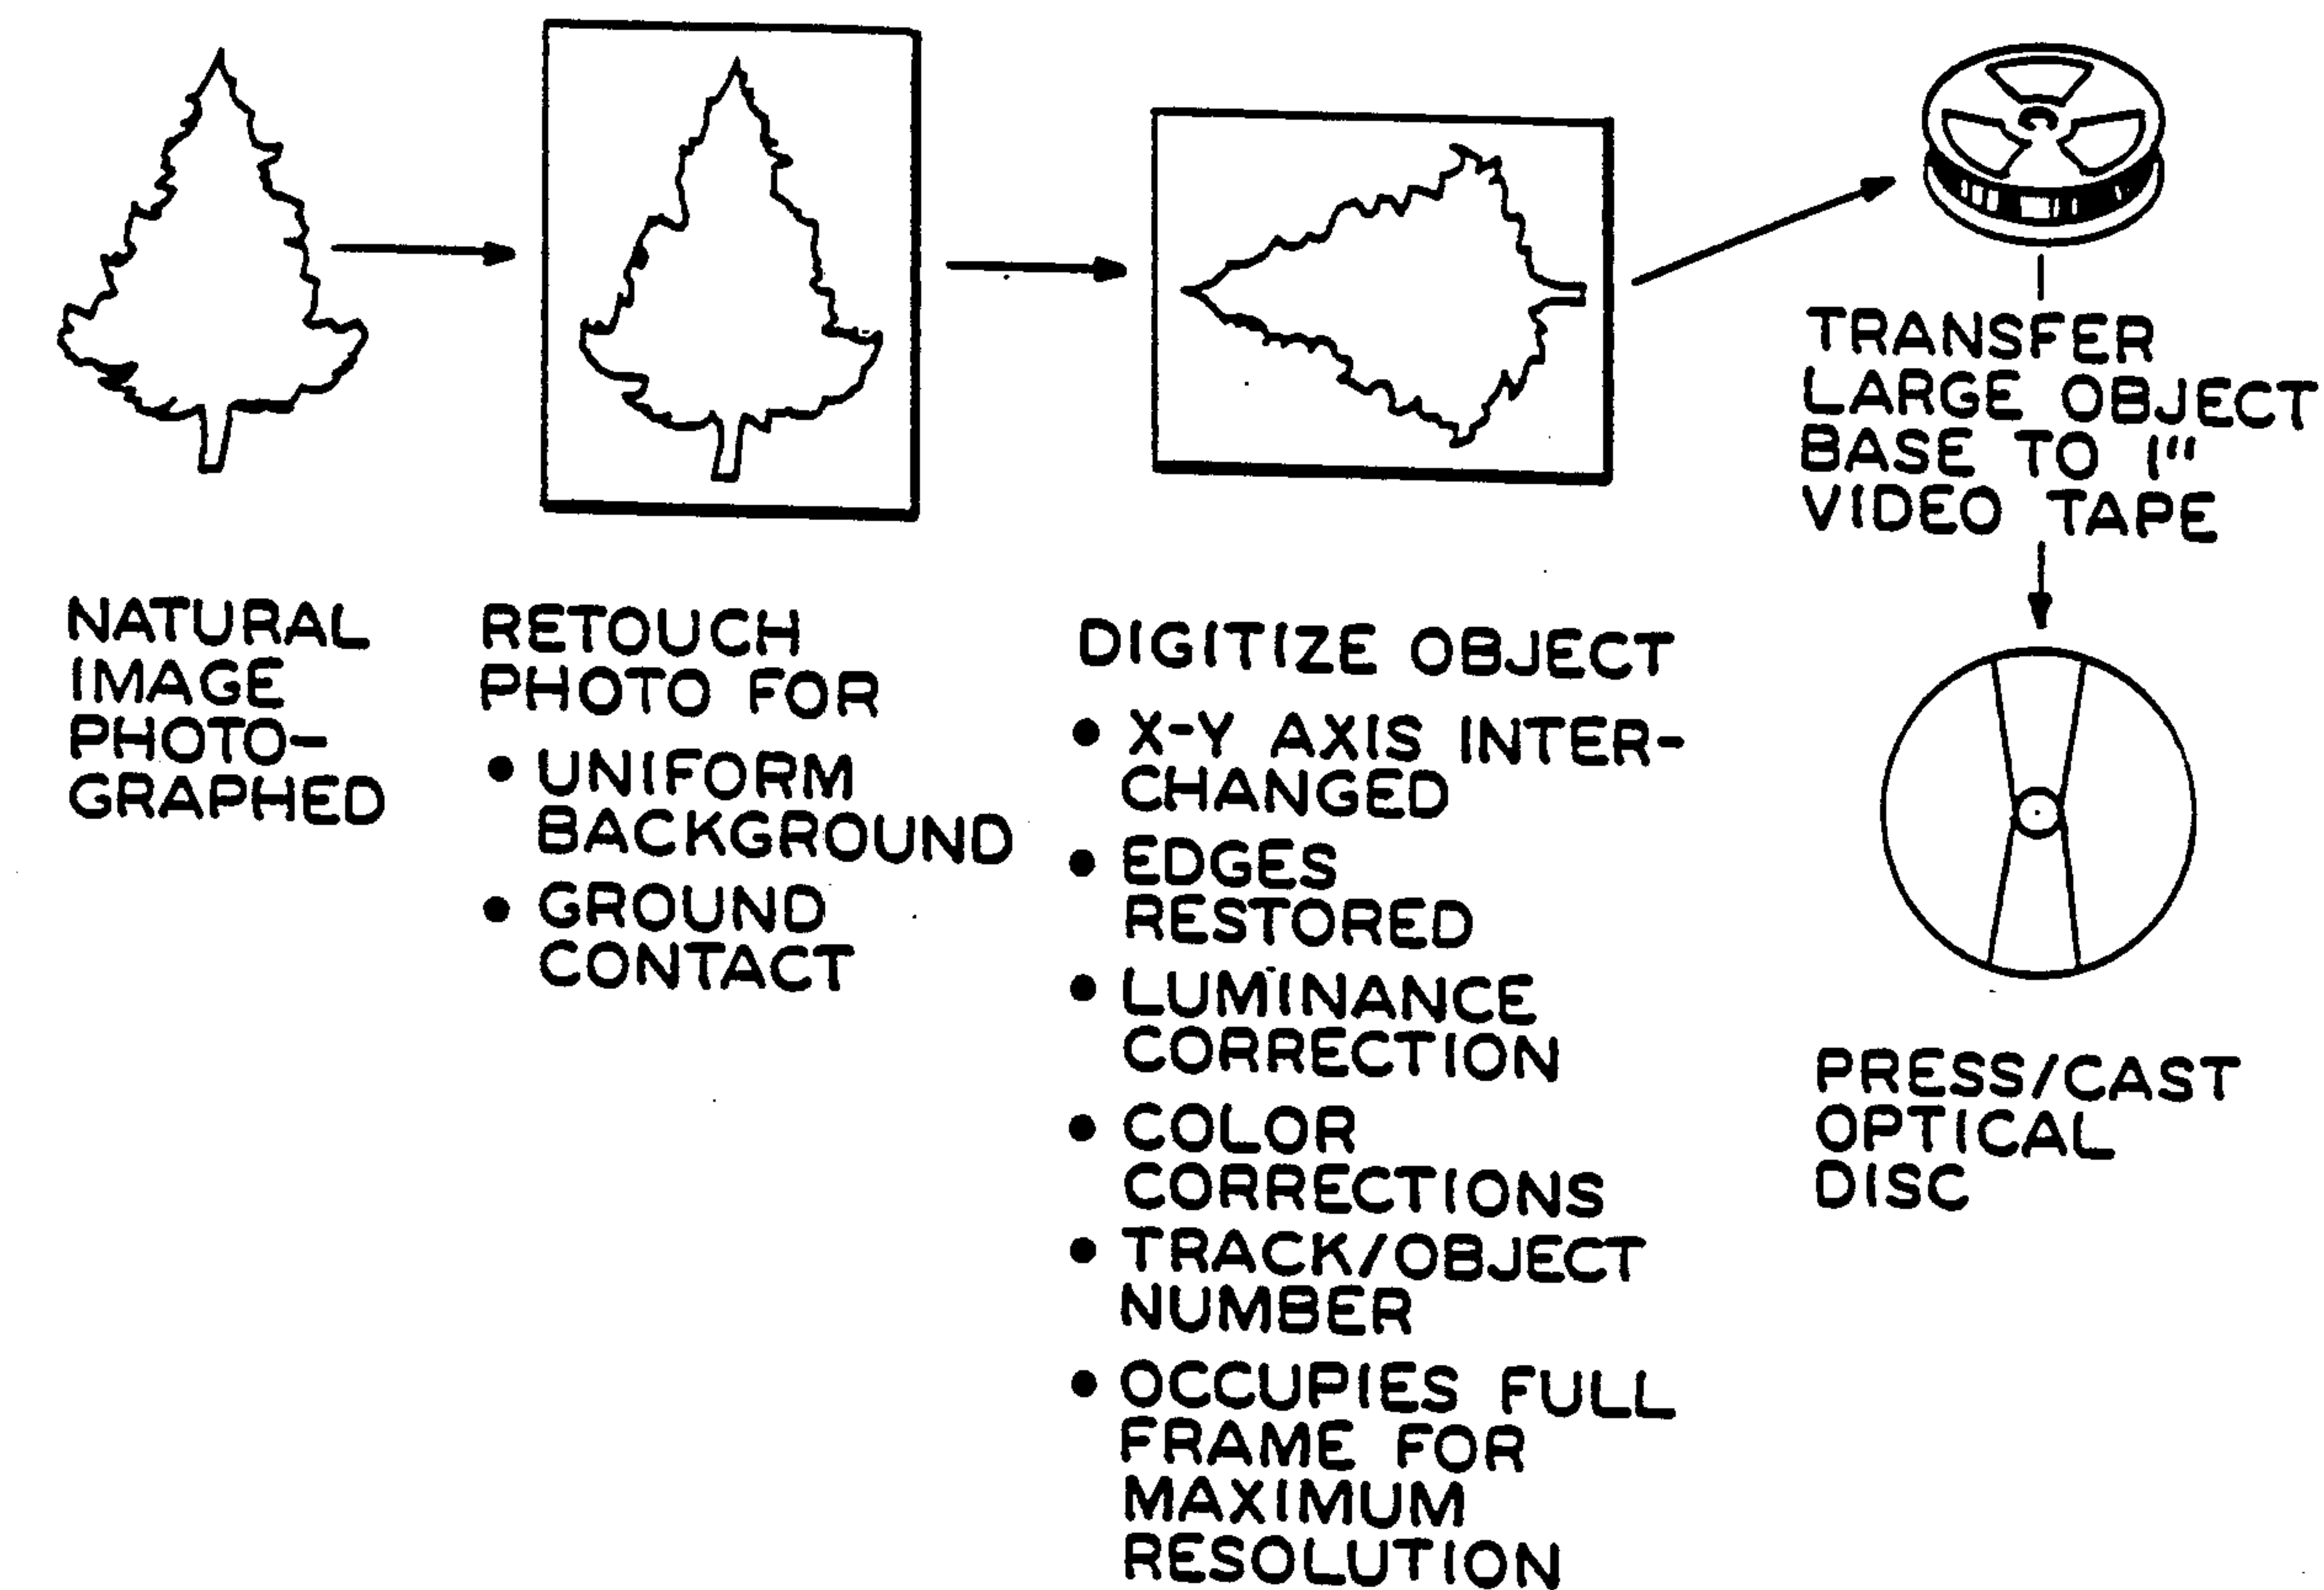 NATURAL
IMAGE
PHOTO-
GRAPHED
RETOUCH
PHOTO FOR
• UNIFORM
BACKGROUND
• GROUND
CONTACT
DIGITIZE OBJECT
• X-Y AXIS INTER-
CHANGED
• EDGES
RESTORED
• LUMINANCE
CORRECTION
• COLOR
CORRECTIONS
• TRACK/OBJECT
NUMBER
• OCCUPIES FULL
FRAME FOR
MAXIMUM
RESOLUTION
TRANSFER
LARGE OBJECT
BASE TO 1"
VIDEO TAPE
PRESS/CAST
OPTICAL
DISC